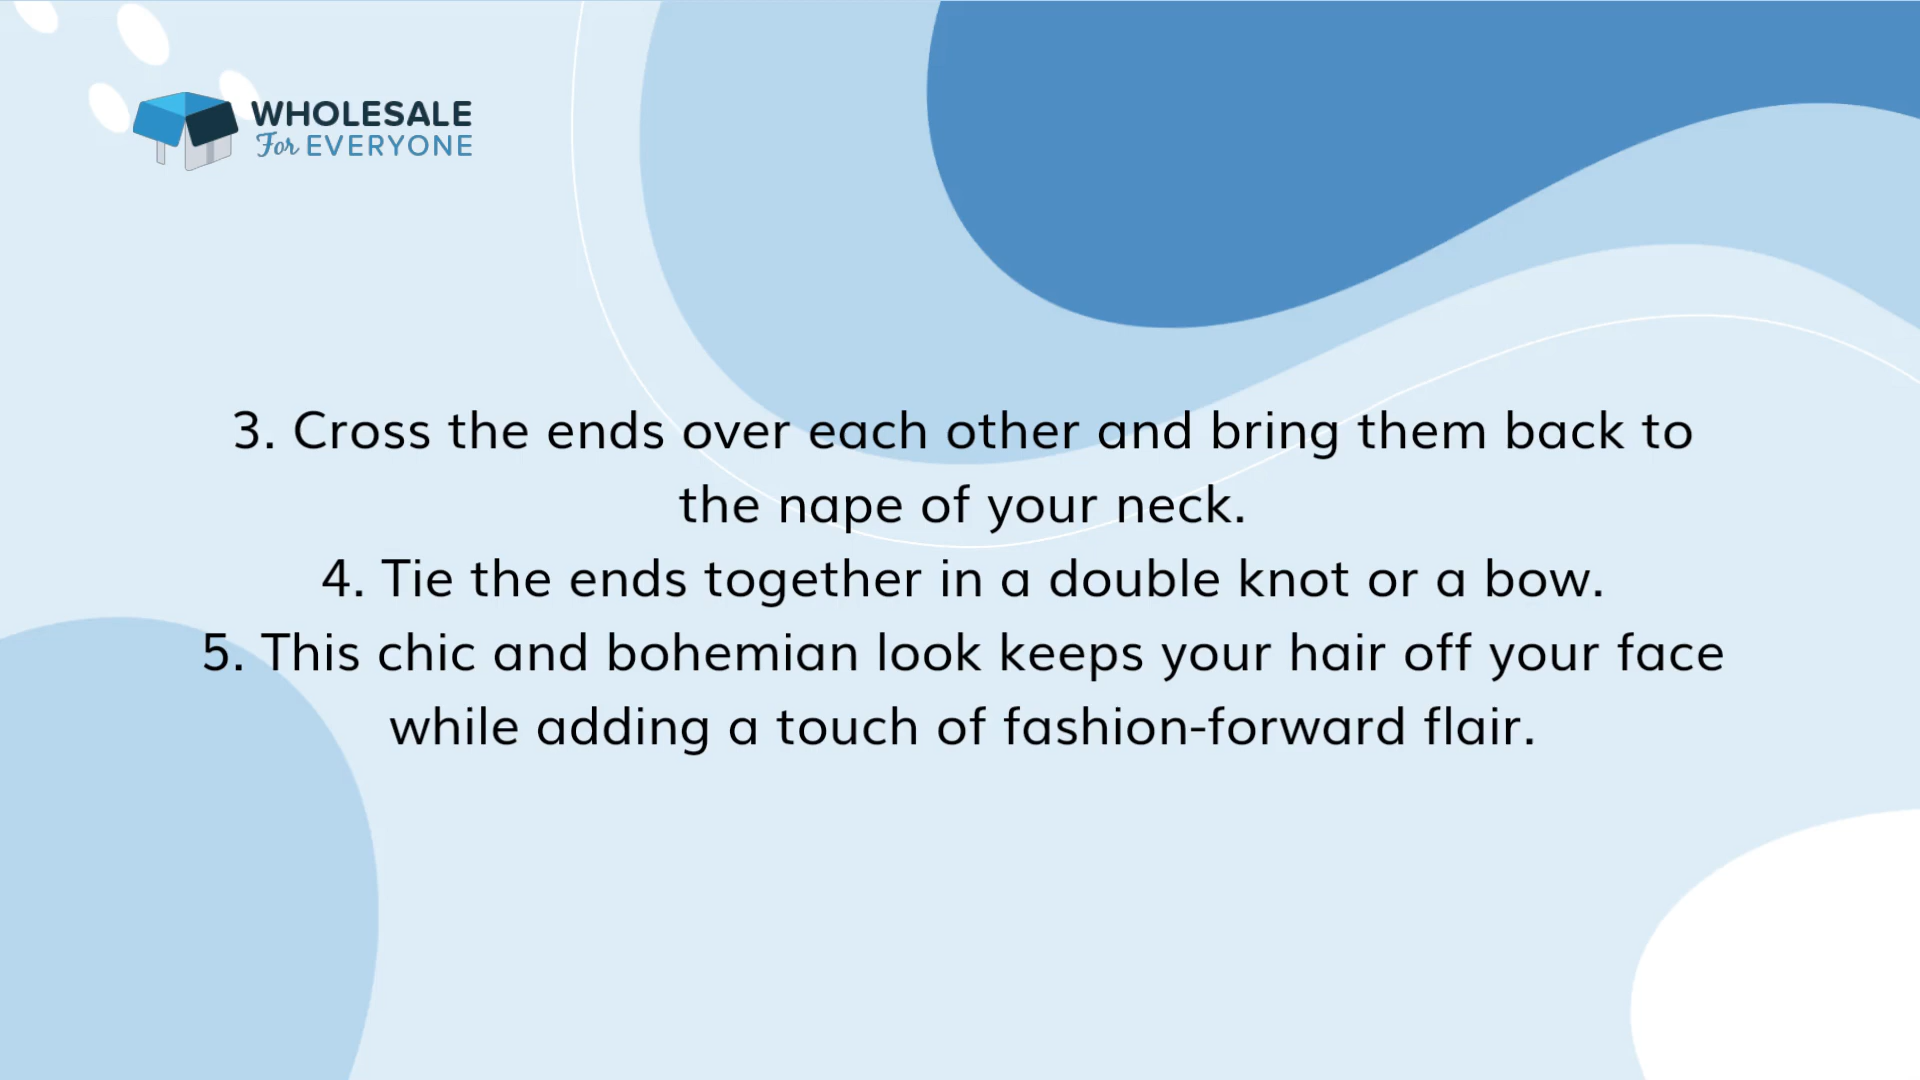 WHOLESALE
For EVERYONE
3. Cross the ends over each other and bring them back to
the nape of your neck.
4. Tie the ends together in a double knot or a bow.
5. This chic and bohemian look keeps your hair off your face
while adding a touch of fashion-forward flair.